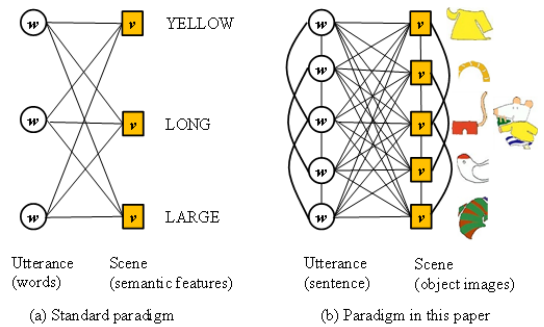 w v YELLOW
w v LONG
w v LARGE
Utterance Scene
(words) (semantic features)
(a) Standard paradigm
w v
w v
w v
w v
w v
Utterance Scene
(sentence) (object images)
(b) Paradigm in this paper